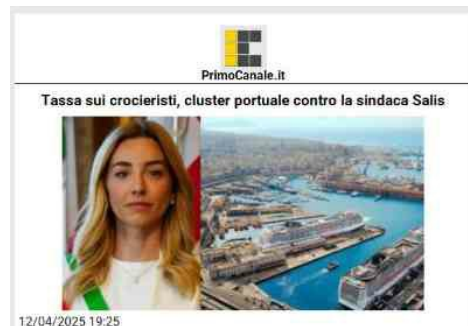 PrimoCanale.it
Tassa sui crocieristi, cluster portuale contro la sindaca Salis
12/04/2025 19:25